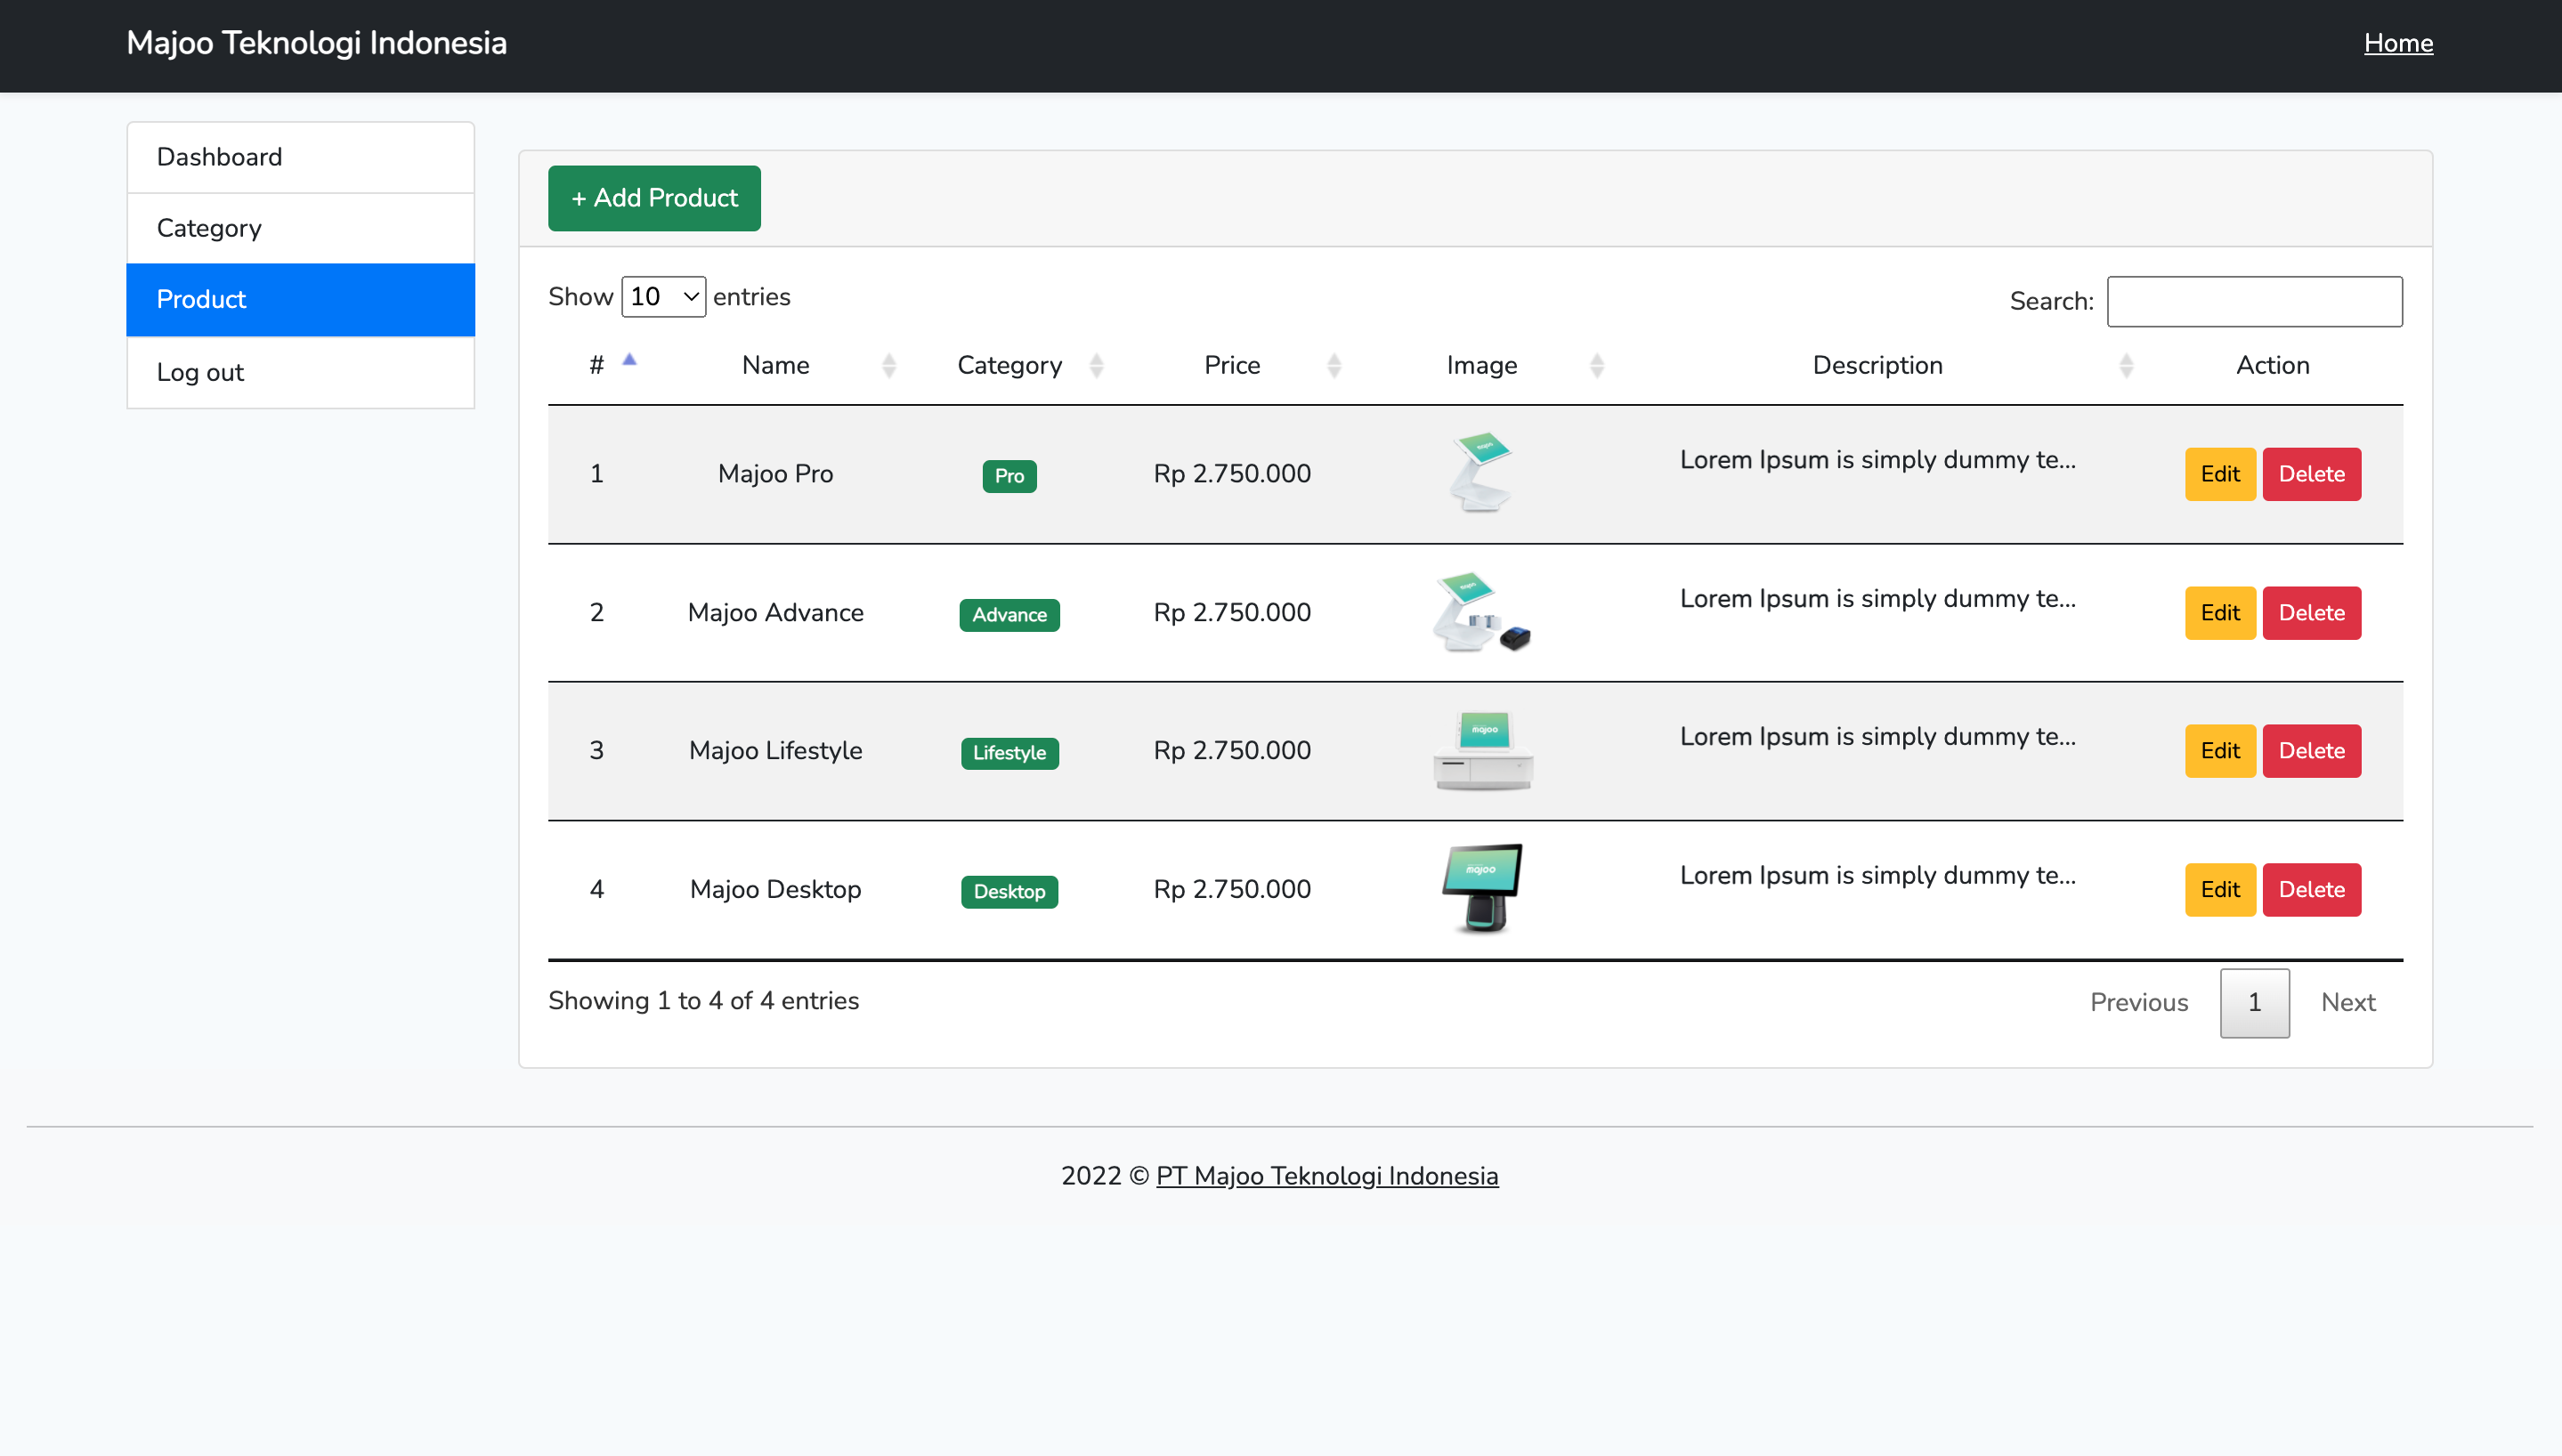 Majoo Teknologi Indonesia Home
Dashboard
Category
Product
Log out
+ Add Product
Show 10 entries Search:
# Name Category Price Image Description Action
1 Majoo Pro Pro Rp 2.750.000 majoo Lorem Ipsum is simply dummy te... Edit Delete
2 Majoo Advance Advance Rp 2.750.000 majoo Lorem Ipsum is simply dummy te... Edit Delete
3 Majoo Lifestyle Lifestyle Rp 2.750.000 majoo Lorem Ipsum is simply dummy te... Edit Delete
4 Majoo Desktop Desktop Rp 2.750.000 majoo Lorem Ipsum is simply dummy te... Edit Delete
Showing 1 to 4 of 4 entries Previous 1 Next
2022 © PT Majoo Teknologi Indonesia